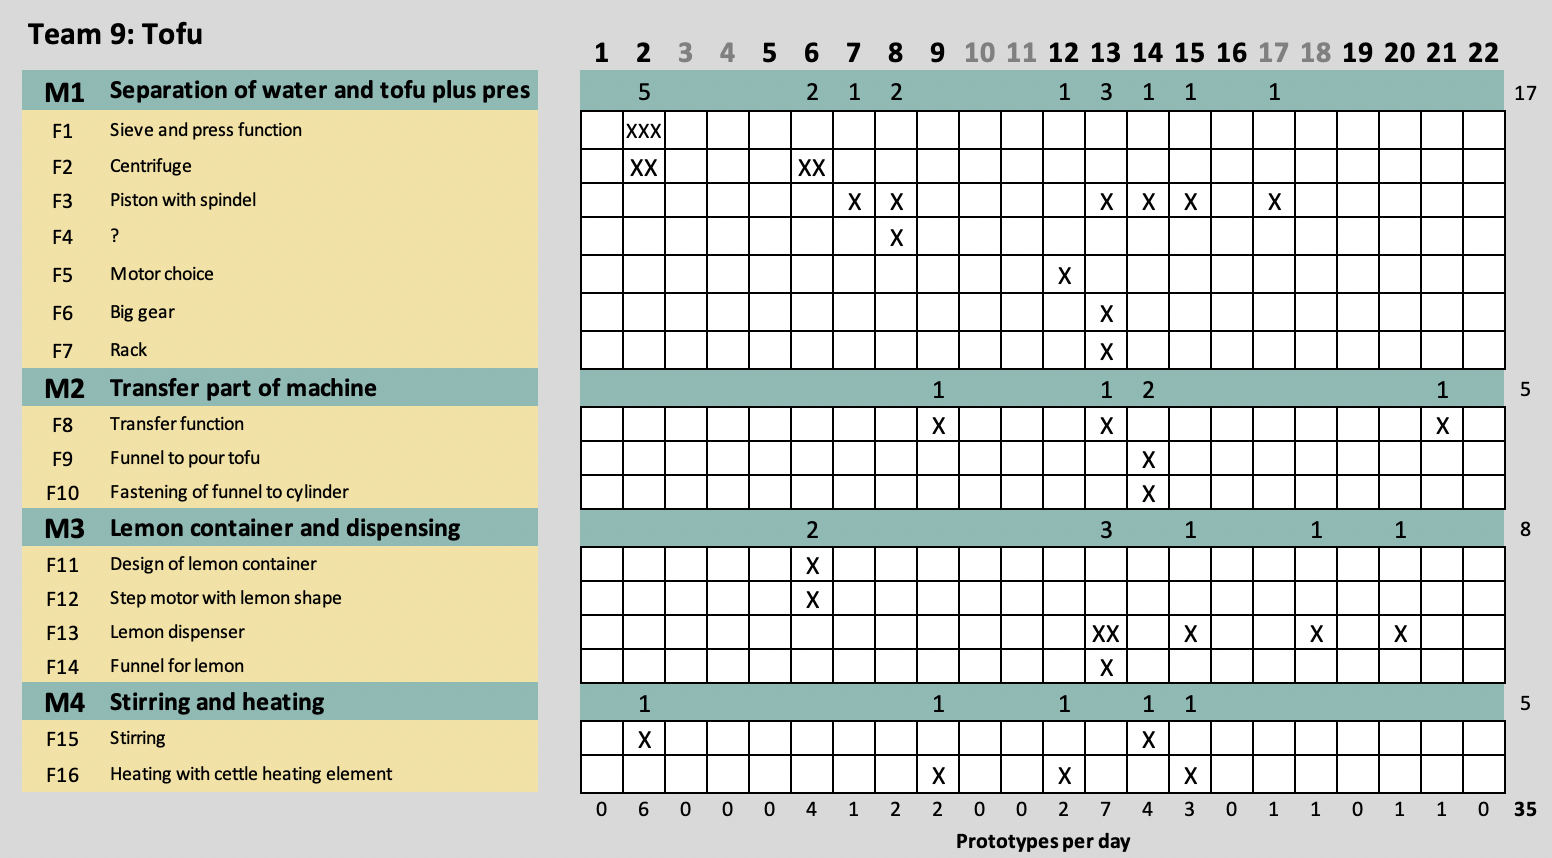 Team 9: Tofu
1 2 3 4 5 6 7 8 9 10 11 12 13 14 15 16 17 18 19 20 21 22
M1 Separation of water and tofu plus pres 5 2 1 2 1 3 1 1 1 17
F1 Sieve and press function XXX
F2 Centrifuge XX XX
F3 Piston with spindel X X X X X X
F4 ? X
F5 Motor choice X
F6 Big gear X
F7 Rack X
M2 Transfer part of machine 1 1 2 1 5
F8 Transfer function X X X
F9 Funnel to pour tofu X
F10 Fastening of funnel to cylinder X
M3 Lemon container and dispensing 2 3 1 1 1 8
F11 Design of lemon container X
F12 Step motor with lemon shape X
F13 Lemon dispenser XX X X X
F14 Funnel for lemon X
M4 Stirring and heating 1 1 1 1 1 5
F15 Stirring X X
F16 Heating with cettle heating element X X X
0 6 0 0 0 4 1 2 2 0 0 2 7 4 3 0 1 1 0 1 1 0 35
Prototypes per day